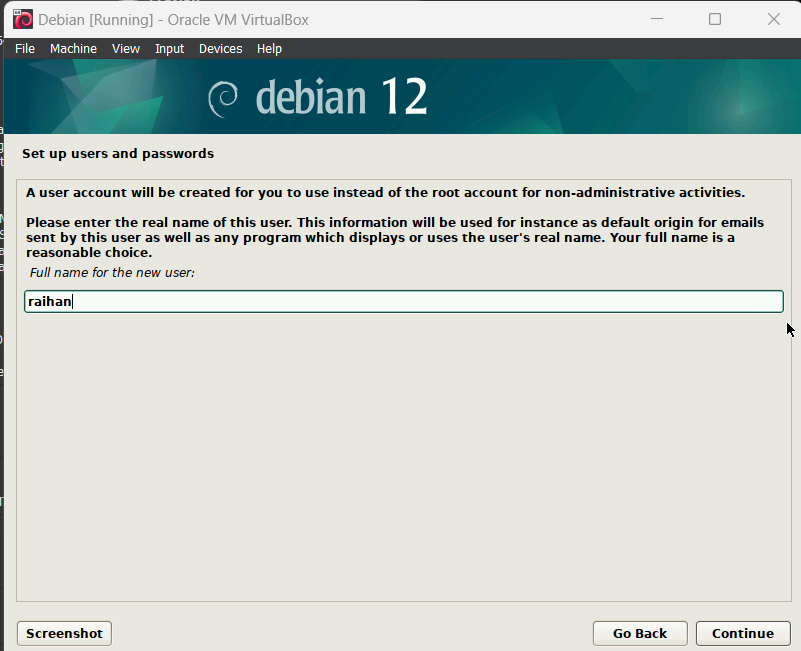 Debian [Running] - Oracle VM VirtualBox
File Machine View Input Devices Help
debian 12
Set up users and passwords
A user account will be created for you to use instead of the root account for non-administrative activities.
Please enter the real name of this user. This information will be used for instance as default origin for emails
sent by this user as well as any program which displays or uses the user's real name. Your full name is a
reasonable choice.
Full name for the new user:
raihan
Screenshot Go Back Continue